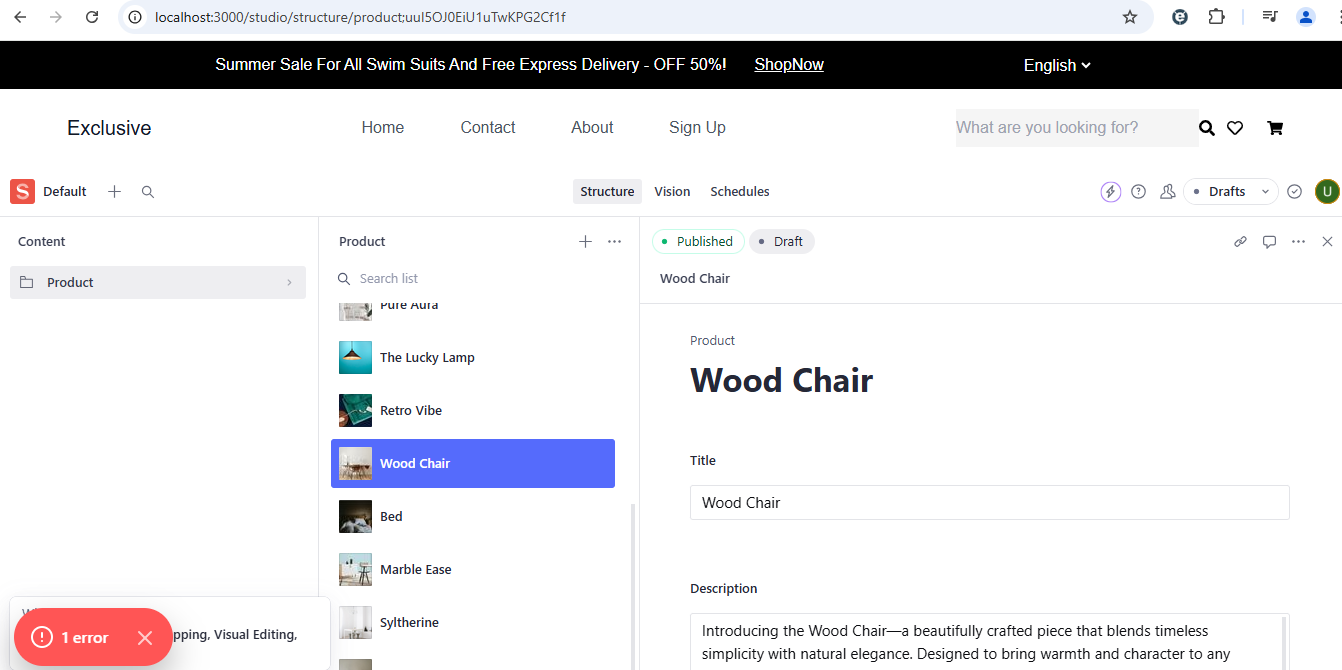 localhost:3000/studio/structure/product;uuI5OJ0EiU1uTwKPG2Cf1f
Summer Sale For All Swim Suits And Free Express Delivery - OFF 50%! ShopNow English
Exclusive Home Contact About Sign Up What are you looking for?
S Default Structure Vision Schedules Drafts U
Content
Product
Product
Search list
Pure Aura
The Lucky Lamp
Retro Vibe
Wood Chair
Bed
Marble Ease
Syltherine
Published Draft
Wood Chair
Product
Wood Chair
Title
Wood Chair
Description
Introducing the Wood Chair—a beautifully crafted piece that blends timeless
simplicity with natural elegance. Designed to bring warmth and character to any
1 error
pping, Visual Editing,